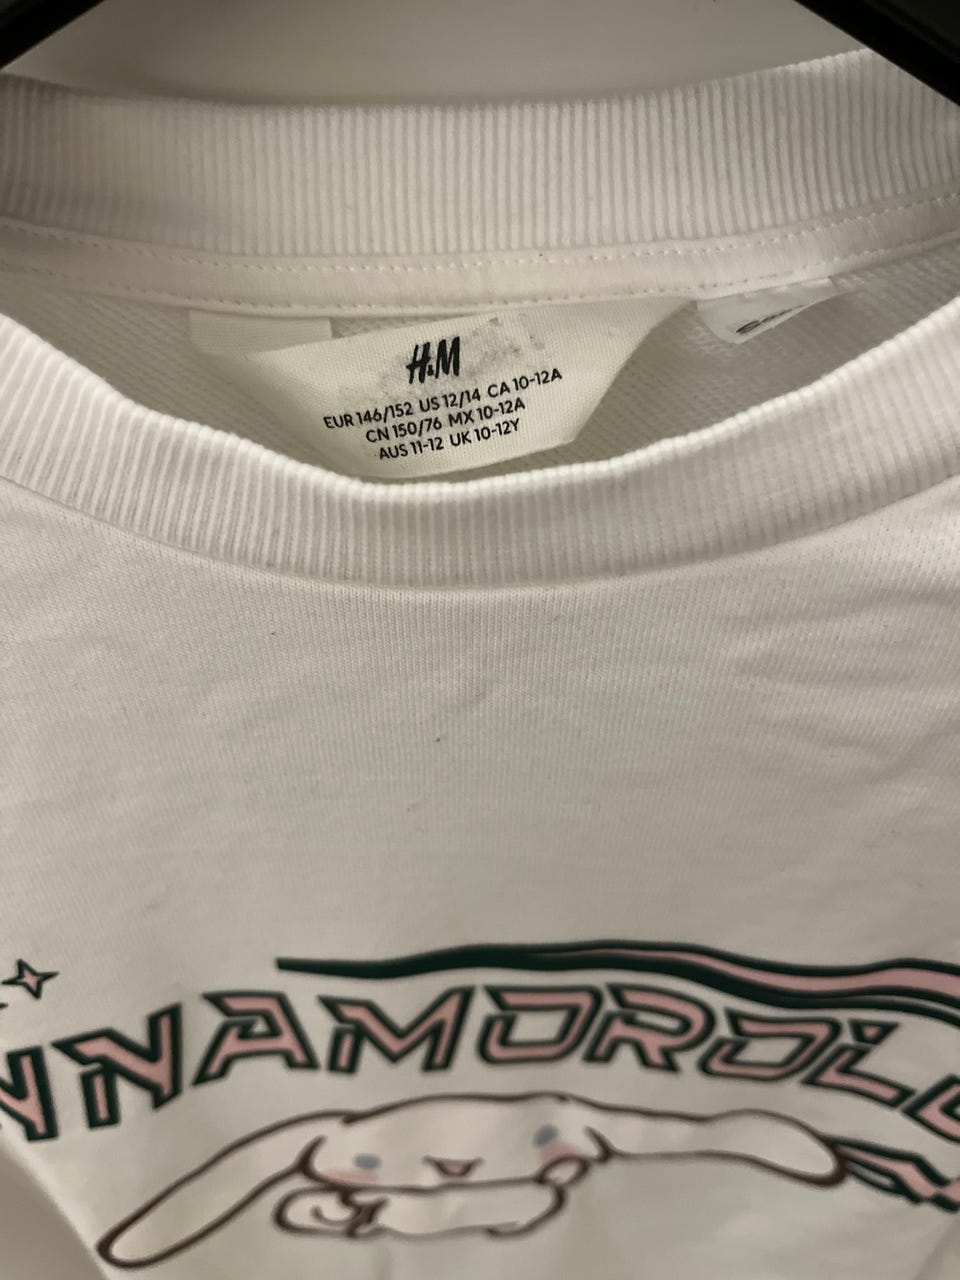 H&M
EUR 146/152 US 12/14 CA 10-12A
CN 150/76 MX 10-12A
AUS 11-12 UK 10-12Y
NNAMOROLL